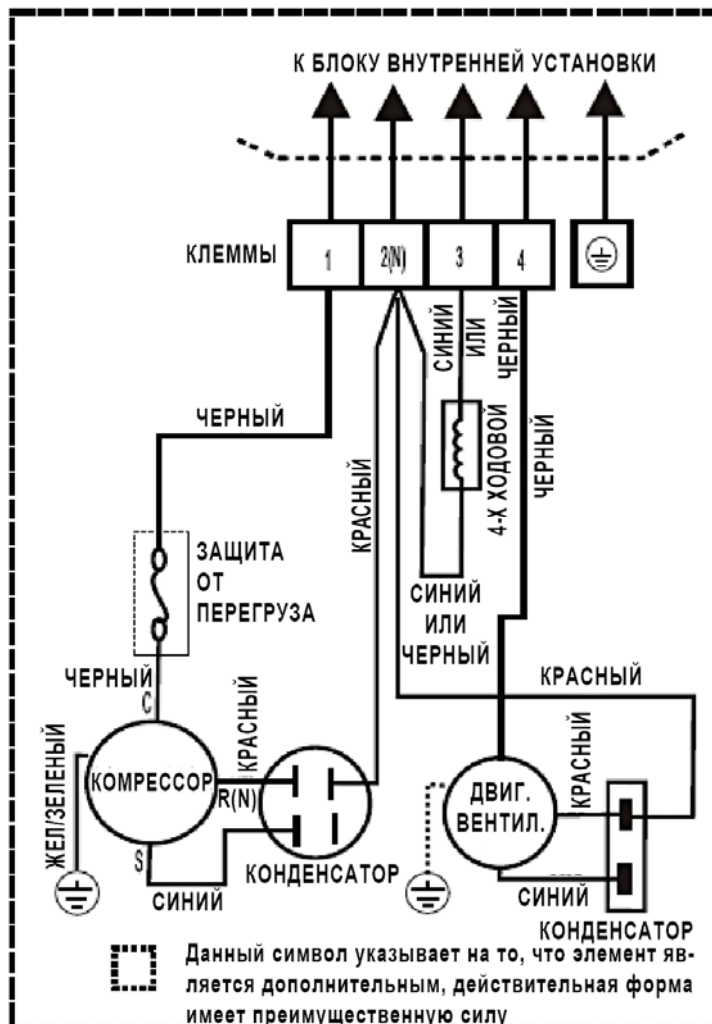 К БЛОКУ ВНУТРЕННЕЙ УСТАНОВКИ
КЛЕММЫ
1
2(N)
3
4
СИНИЙ
ИЛИ
ЧЕРНЫЙ
ЧЕРНЫЙ
КРАСНЫЙ
4-Х ХОДОВОЙ
ЧЕРНЫЙ
ЗАЩИТА
ОТ
ПЕРЕГРУЗА
СИНИЙ
ИЛИ
ЧЕРНЫЙ
ЧЕРНЫЙ
C
КРАСНЫЙ
КРАСНЫЙ
КРАСНЫЙ
ЖЕЛ/ЗЕЛЕНЫЙ
КОМРЕССОР
R(N)
S
СИНИЙ
КОНДЕНСАТОР
ДВИГ.
ВЕНТИЛ.
СИНИЙ
КОНДЕНСАТОР
Данный символ указывает на то, что элемент яв-
ляется дополнительным, действительная форма
имеет преимущественную силу